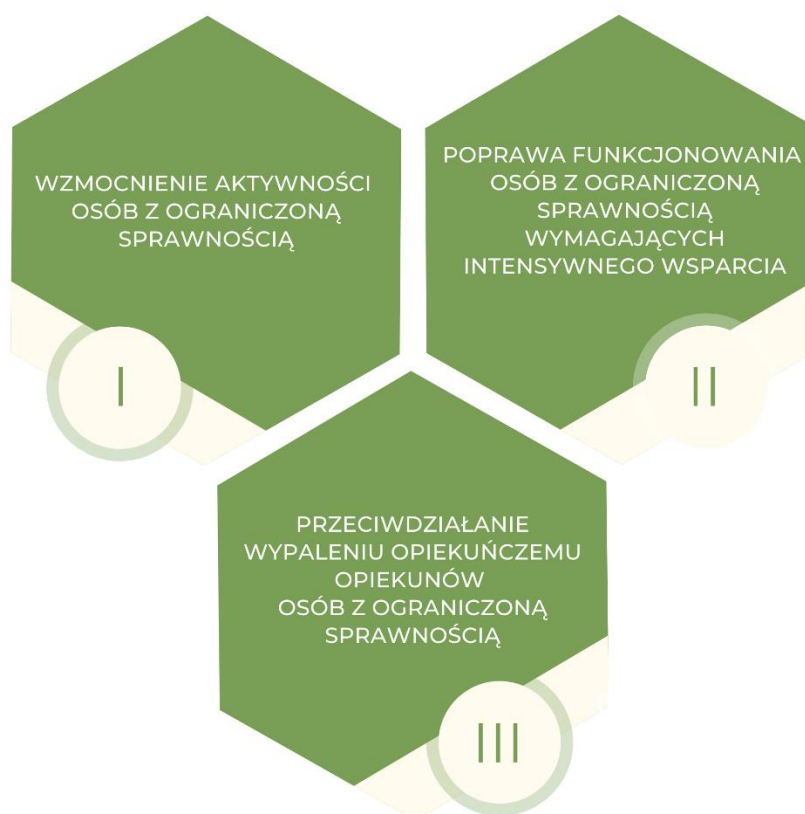 WZMOCNIENIE AKTYWNOŚCI
OSÓB Z OGRANICZONĄ
SPRAWNOŚCIĄ
I
POPRAWA FUNKCJONOWANIA
OSÓB Z OGRANICZONĄ
SPRAWNOŚCIĄ
WYMAGAJĄCYCH
INTENSYWNEGO WSPARCIA
II
PRZECIWDZIAŁANIE
WYPALENIU OPIEKUŃCZEMU
OPIEKUNÓW
OSÓB Z OGRANICZONĄ
SPRAWNOŚCIĄ
III